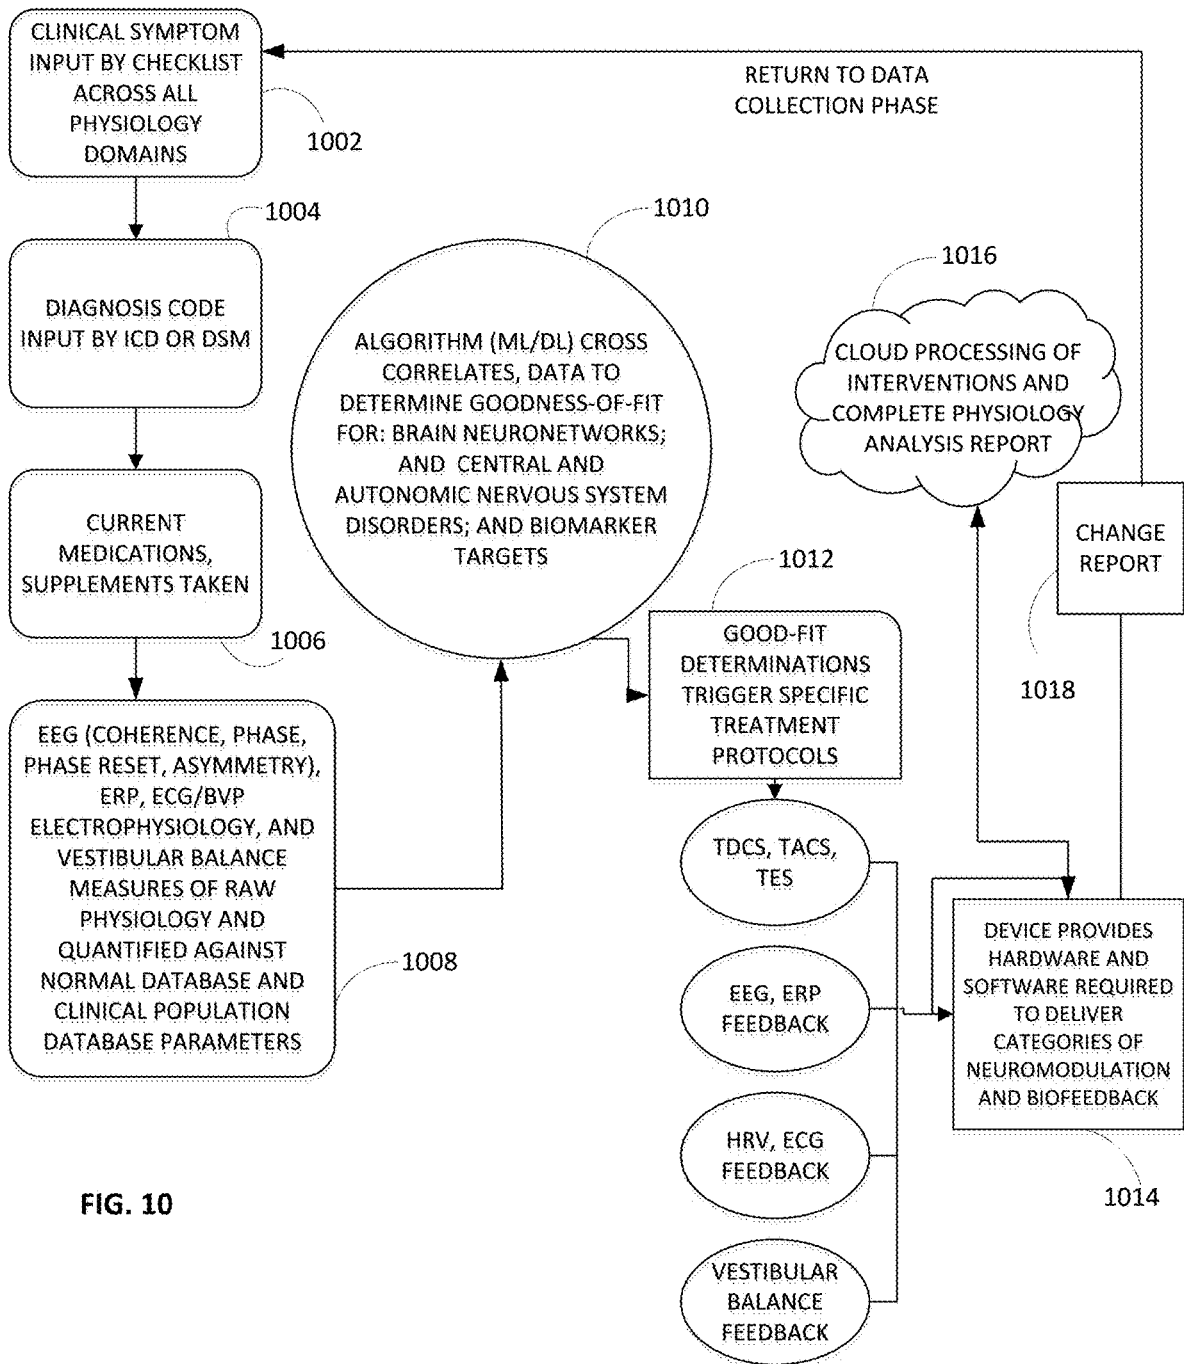 CLINICAL SYMPTOM
INPUT BY CHECKLIST
ACROSS ALL
PHYSIOLOGY
DOMAINS
1002
RETURN TO DATA
COLLECTION PHASE
1004
DIAGNOSIS CODE
INPUT BY ICD OR DSM
CURRENT
MEDICATIONS,
SUPPLEMENTS TAKEN
1006
EEG (COHERENCE, PHASE,
PHASE RESET, ASYMMETRY),
ERP, ECG/BVP
ELECTROPHYSIOLOGY, AND
VESTIBULAR BALANCE
MEASURES OF RAW
PHYSIOLOGY AND
QUANTIFIED AGAINST
NORMAL DATABASE AND
CLINICAL POPULATION
DATABASE PARAMETERS
1008
1010
ALGORITHM (ML/DL) CROSS
CORRELATES, DATA TO
DETERMINE GOODNESS-OF-FIT
FOR: BRAIN NEURONETWORKS;
AND CENTRAL AND
AUTONOMIC NERVOUS SYSTEM
DISORDERS; AND BIOMARKER
TARGETS
1012
GOOD-FIT
DETERMINATIONS
TRIGGER SPECIFIC
TREATMENT
PROTOCOLS
TDCS, TACS,
TES
EEG, ERP
FEEDBACK
HRV, ECG
FEEDBACK
VESTIBULAR
BALANCE
FEEDBACK
1016
CLOUD PROCESSING OF
INTERVENTIONS AND
COMPLETE PHYSIOLOGY
ANALYSIS REPORT
CHANGE
REPORT
1018
DEVICE PROVIDES
HARDWARE AND
SOFTWARE REQUIRED
TO DELIVER
CATEGORIES OF
NEUROMODULATION
AND BIOFEEDBACK
1014
FIG. 10